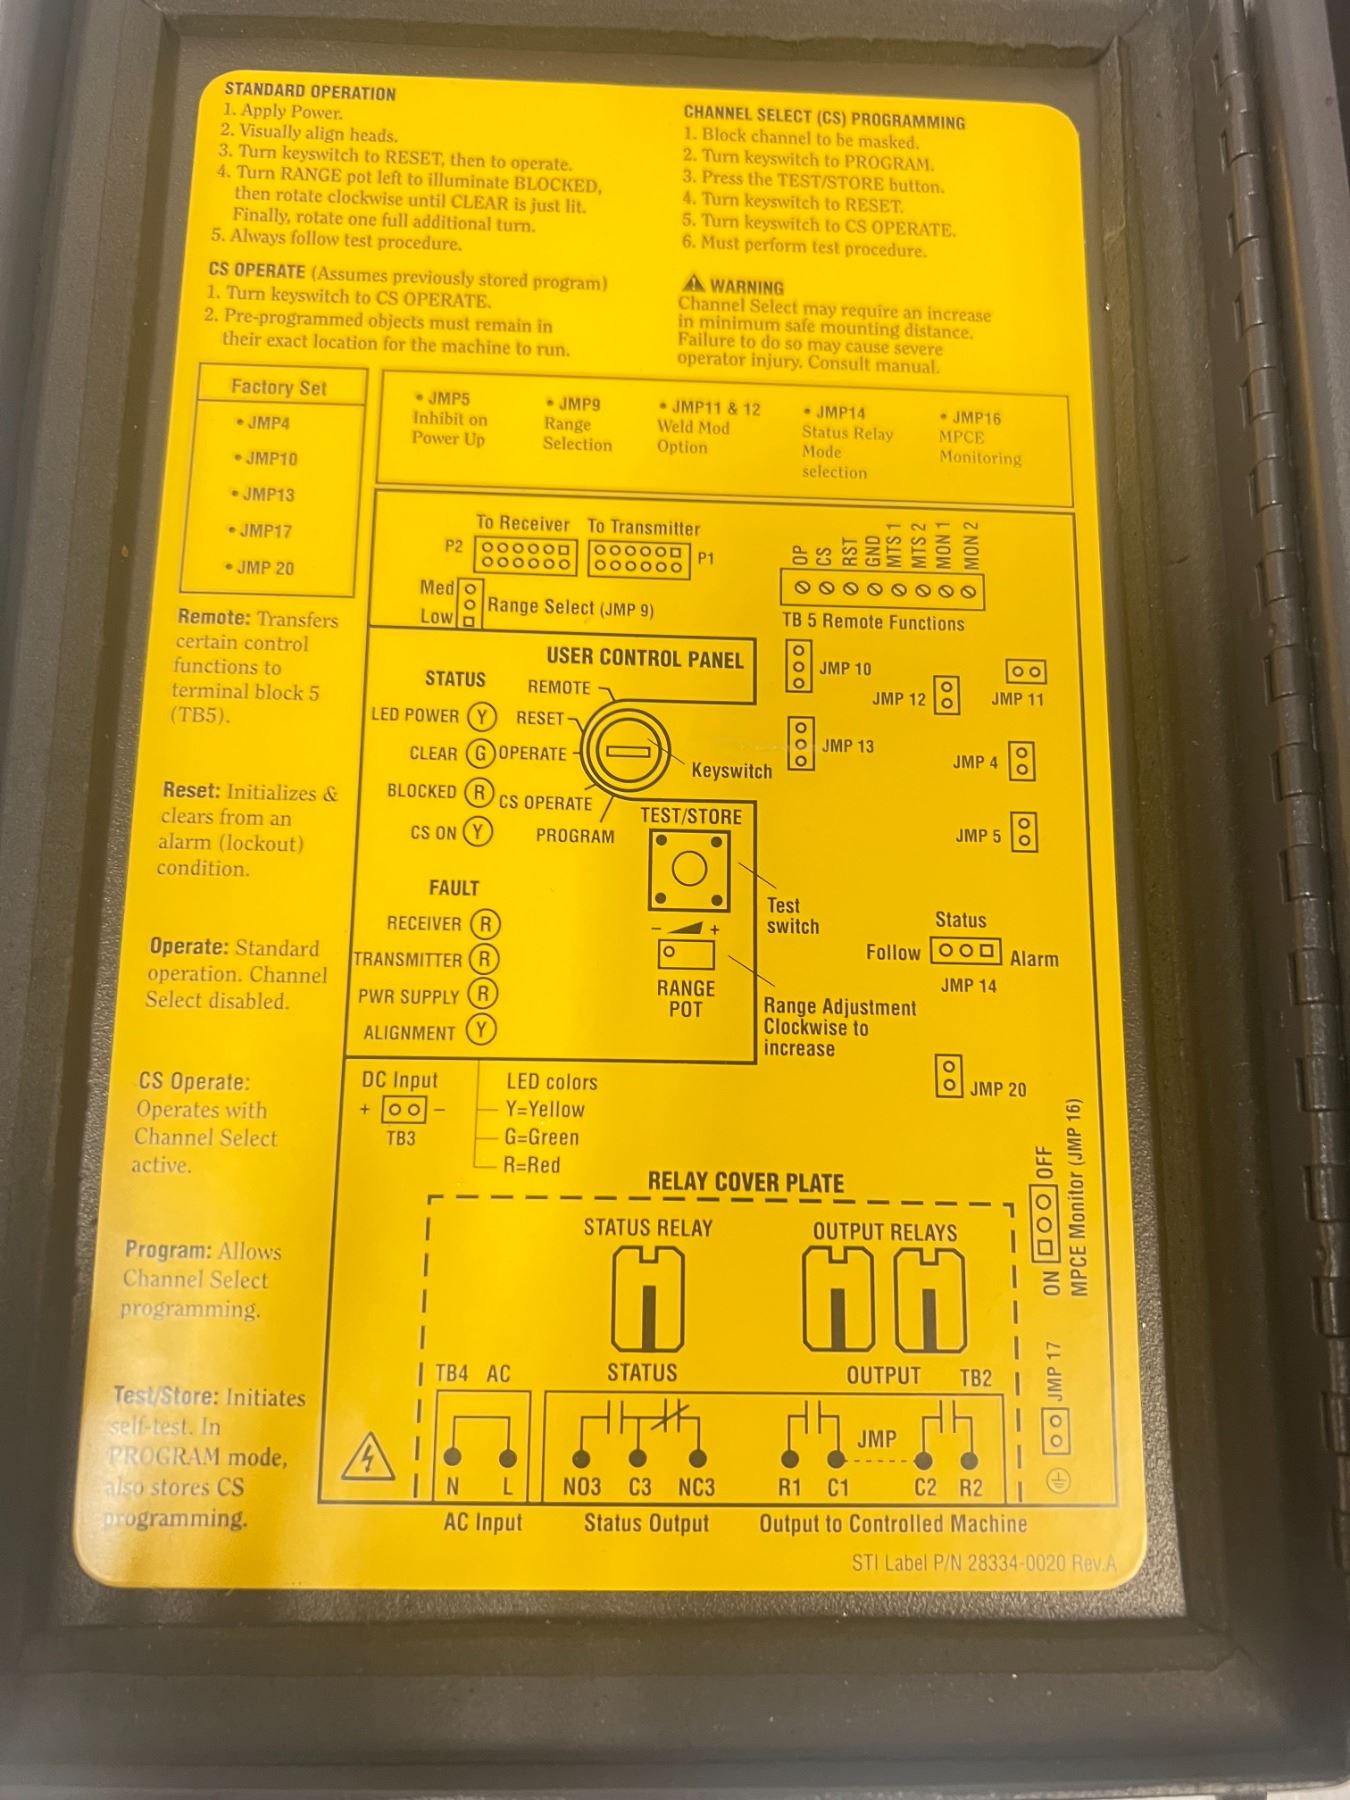 STANDARD OPERATION
1. Apply Power.
2. Visually align heads.
3. Turn keyswitch to RESET, then to operate.
4. Turn RANGE pot left to illuminate BLOCKED,
then rotate clockwise until CLEAR is just lit.
Finally, rotate one full additional turn.
5. Always follow test procedure.
CS OPERATE (Assumes previously stored program)
1. Turn keyswitch to CS OPERATE.
2. Pre-programmed objects must remain in
their exact location for the machine to run.
CHANNEL SELECT (CS) PROGRAMMING
1. Block channel to be masked.
2. Turn keyswitch to PROGRAM.
3. Press the TEST/STORE button.
4. Turn keyswitch to RESET.
5. Turn keyswitch to CS OPERATE.
6. Must perform test procedure.
WARNING
Channel Select may require an increase
in minimum safe mounting distance.
Failure to do so may cause severe
operator injury. Consult manual.
Factory Set
• JMP4
• JMP10
• JMP13
• JMP17
• JMP 20
• JMP5
Inhibit on
Power Up
• JMP9
Range
Selection
• JMP11 & 12
Weld Mod
Option
• JMP14
Status Relay
Mode
selection
• JMP16
MPCE
Monitoring
Remote: Transfers
certain control
functions to
terminal block 5
(TB5).
Reset: Initializes &
clears from an
alarm (lockout)
condition.
Operate: Standard
operation. Channel
Select disabled.
CS Operate:
Operates with
Channel Select
active.
Program: Allows
Channel Select
programming.
Test/Store: Initiates
self-test. In
PROGRAM mode,
also stores CS
programming.
To Receiver To Transmitter
P2 P1
Med
Low
Range Select (JMP 9)
OP CS RST GND MTS 1 MTS 2 MON 1 MON 2
TB 5 Remote Functions
JMP 10
JMP 12
JMP 11
JMP 13
JMP 4
JMP 5
USER CONTROL PANEL
STATUS
LED POWER Y
CLEAR G
BLOCKED R
CS ON Y
REMOTE
RESET
OPERATE
CS OPERATE
PROGRAM
Keyswitch
TEST/STORE
Test
switch
FAULT
RECEIVER R
TRANSMITTER R
PWR SUPPLY R
ALIGNMENT Y
− +
RANGE
POT
Range Adjustment
Clockwise to
increase
Status
Follow Alarm
JMP 14
JMP 20
DC Input
+ −
TB3
LED colors
Y=Yellow
G=Green
R=Red
ON OFF
MPCE Monitor (JMP 16)
JMP 17
RELAY COVER PLATE
STATUS RELAY
OUTPUT RELAYS
TB4 AC
STATUS
OUTPUT TB2
JMP
N L
NO3 C3 NC3
R1 C1 C2 R2
AC Input
Status Output
Output to Controlled Machine
STI Label P/N 28334-0020 Rev.A